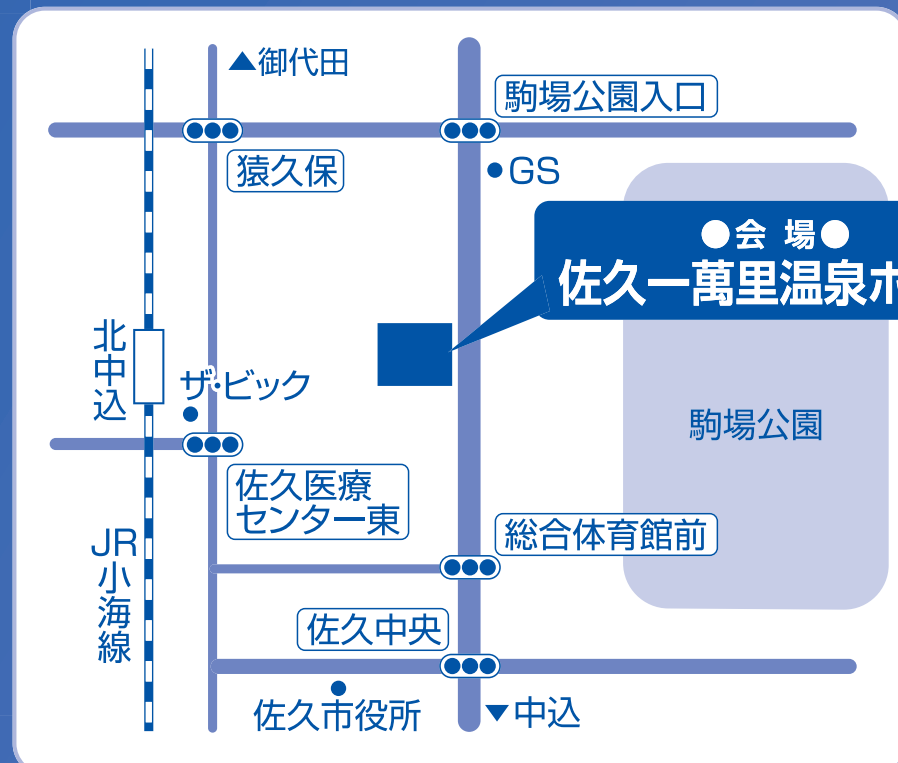 ▲御代田
駒場公園入口
猿久保
●GS
●会 場●
佐久一萬里温泉ホ
北中込
ザ・ビック
駒場公園
佐久医療
センター東
総合体育館前
JR小海線
佐久中央
佐久市役所
▼中込